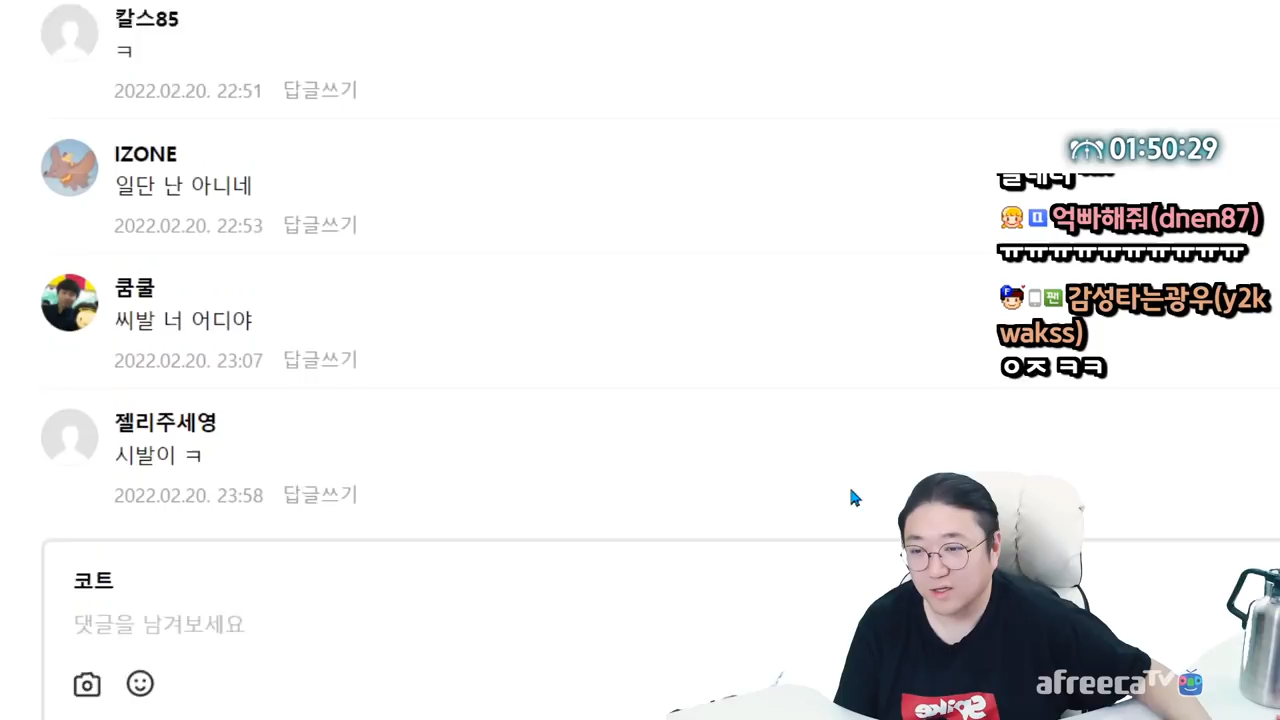 칼스85
ㅋ
2022.02.20. 22:51 답글쓰기
IZONE
일단 난 아니네
2022.02.20. 22:53 답글쓰기
쿰쿨
씨발 너 어디야
2022.02.20. 23:07 답글쓰기
젤리주세영
시발이 ㅋ
2022.02.20. 23:58 답글쓰기
코트
댓글을 남겨보세요
01:50:29
억빠해줘(dnen87)
ㅠㅠㅠㅠㅠㅠㅠㅠㅠㅠ
팬 감성타는광우(y2k
wakss)
ㅇㅈ ㅋㅋ
Spike
afreecaTV